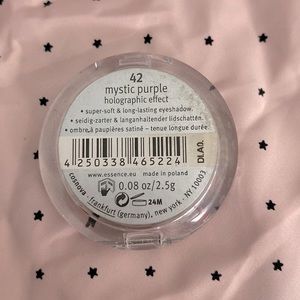 42
mystic purple
holographic effect
• super-soft & long-lasting eyeshadow.
• seidig-zarter & langanhaltender lidschatten.
• ombre à paupières satiné – tenue longue durée.
4 250338 465224
DLAO.
www.essence.eu made in poland
0.08 oz/2.5g
24M
cosnova - frankfurt (germany), new york - NY 10003